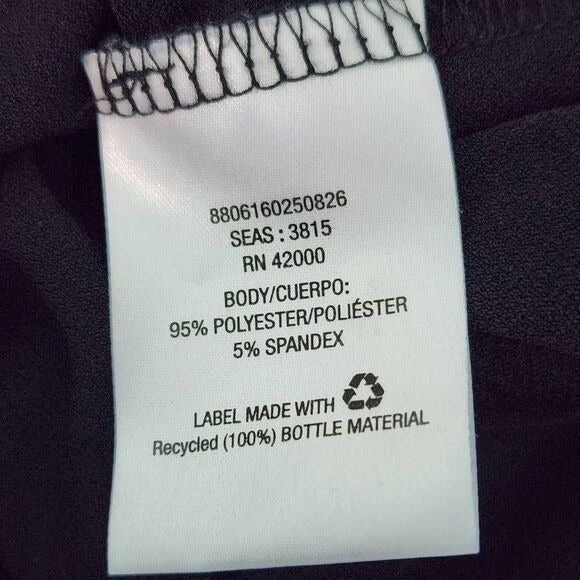 8806160250826
SEAS : 3815
RN 42000
BODY/CUERPO:
95% POLYESTER/POLIÉSTER
5% SPANDEX
LABEL MADE WITH
Recycled (100%) BOTTLE MATERIAL